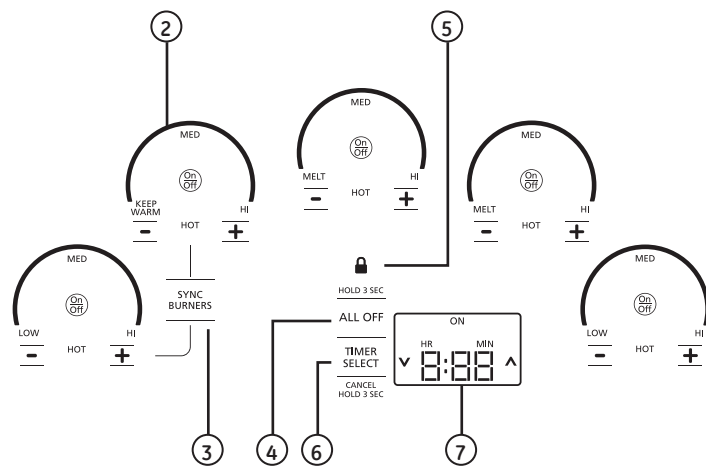 2
5
MED
On
Off
MELT
HI
HOT
-
+
MED
On
Off
KEEP
WARM
HI
HOT
-
+
MED
On
Off
MELT
HI
HOT
-
+
MED
On
Off
LOW
HI
HOT
-
+
SYNC
BURNERS
HOLD 3 SEC
ALL OFF
TIMER
SELECT
CANCEL
HOLD 3 SEC
ON
HR MIN
8:88
MED
On
Off
LOW
HI
HOT
-
+
3
4
6
7